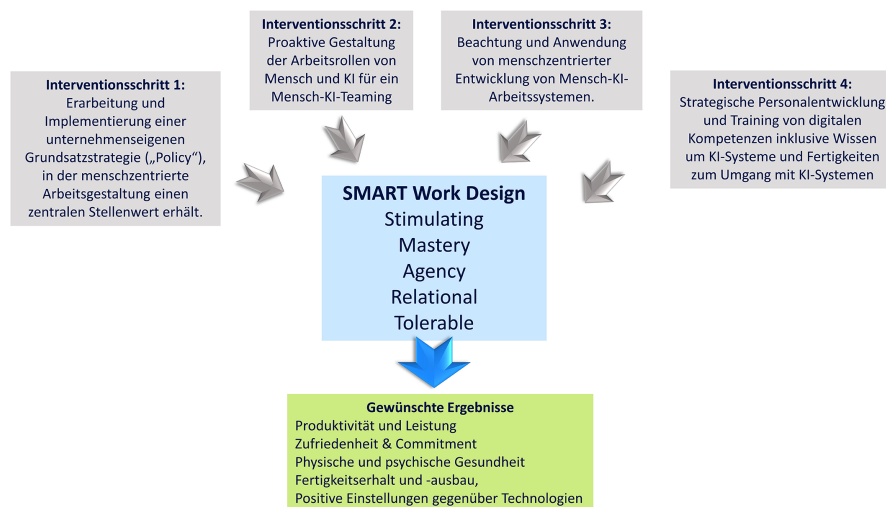 Interventionsschritt 1:
Erarbeitung und
Implementierung einer
unternehmenseigenen
Grundsatzstrategie („Policy“),
in der menschzentrierte
Arbeitsgestaltung einen
zentralen Stellenwert erhält.
Interventionsschritt 2:
Proaktive Gestaltung
der Arbeitsrollen von
Mensch und KI für ein
Mensch-KI-Teaming
Interventionsschritt 3:
Beachtung und Anwendung
von menschzentrierter
Entwicklung von Mensch-KI-
Arbeitssystemen.
Interventionsschritt 4:
Strategische Personalentwicklung
und Training von digitalen
Kompetenzen inklusive Wissen
um KI-Systeme und Fertigkeiten
zum Umgang mit KI-Systemen
SMART Work Design
Stimulating
Mastery
Agency
Relational
Tolerable
Gewünschte Ergebnisse
Produktivität und Leistung
Zufriedenheit & Commitment
Physische und psychische Gesundheit
Fertigkeitserhalt und -ausbau,
Positive Einstellungen gegenüber Technologien